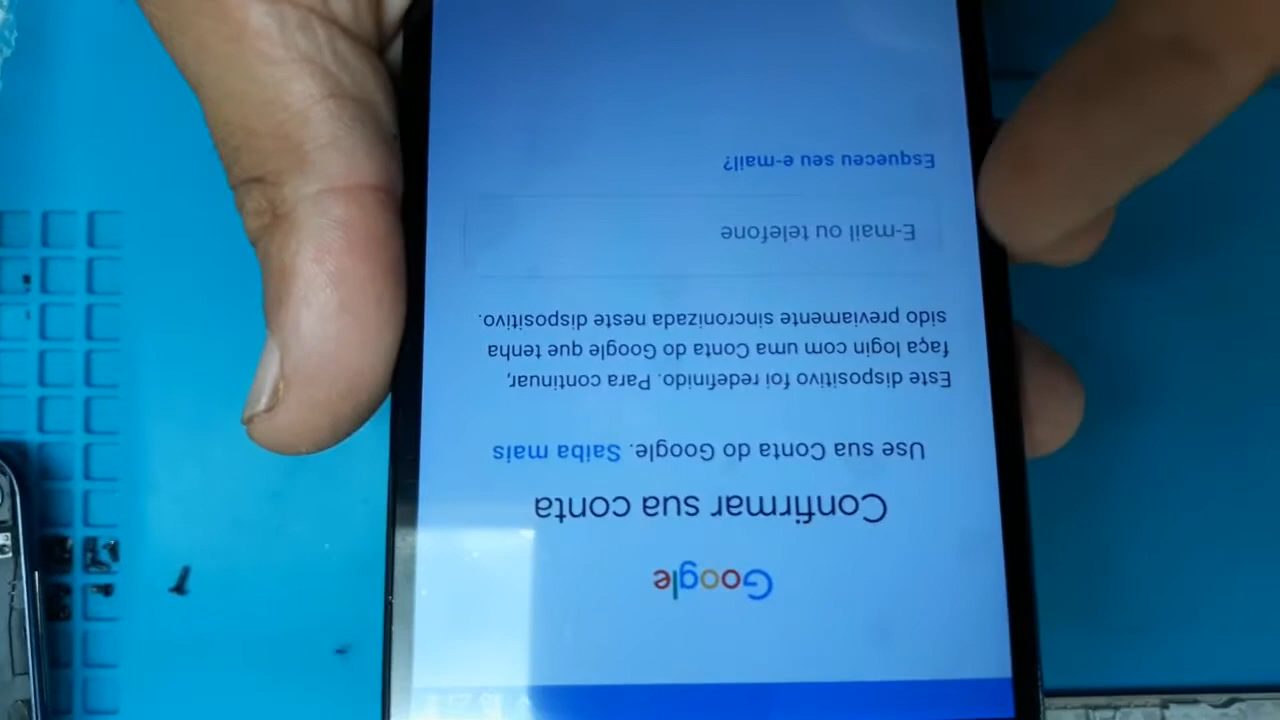 Google
Confirmar sua conta
Use sua Conta do Google. Saiba mais
Este dispositivo foi redefinido. Para continuar,
faça login com uma Conta do Google que tenha
sido previamente sincronizada neste dispositivo.
E-mail ou telefone
Esqueceu seu e-mail?